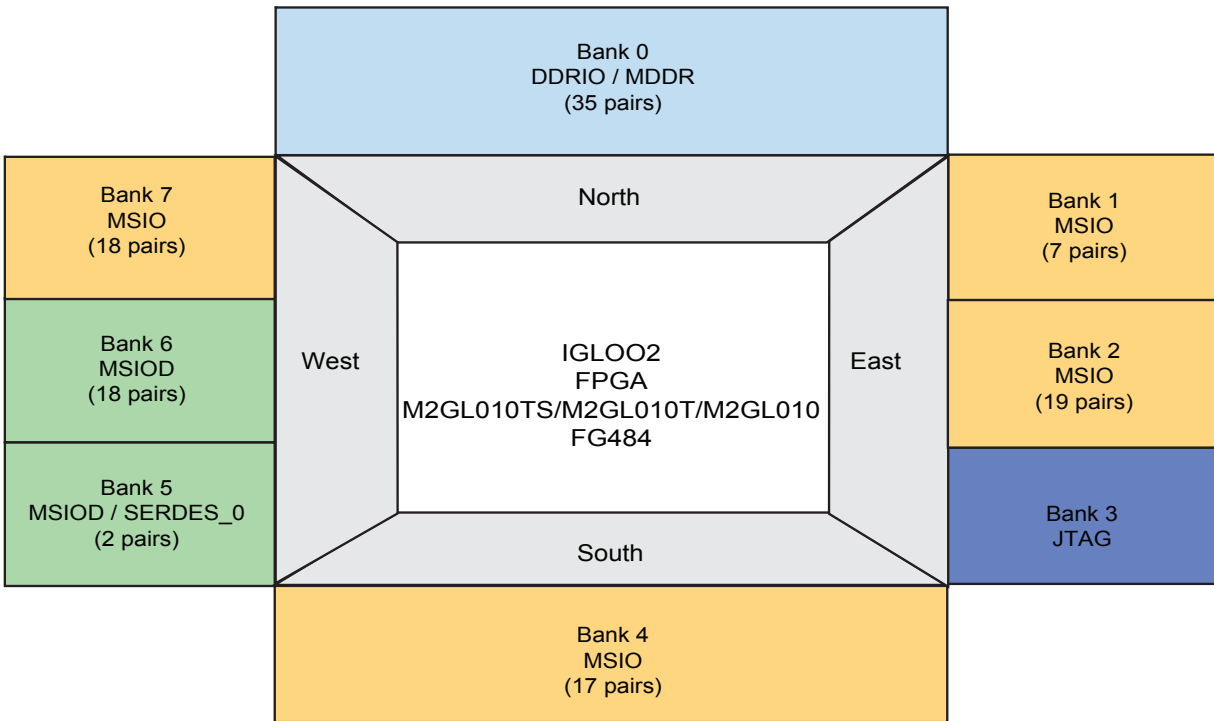 Bank 0
DDRIO / MDDR
(35 pairs)
Bank 7
MSIO
(18 pairs)
North
Bank 1
MSIO
(7 pairs)
Bank 6
MSIOD
(18 pairs)
West
IGLOO2
FPGA
M2GL010TS/M2GL010T/M2GL010
FG484
East
Bank 2
MSIO
(19 pairs)
Bank 5
MSIOD / SERDES_0
(2 pairs)
Bank 3
JTAG
South
Bank 4
MSIO
(17 pairs)